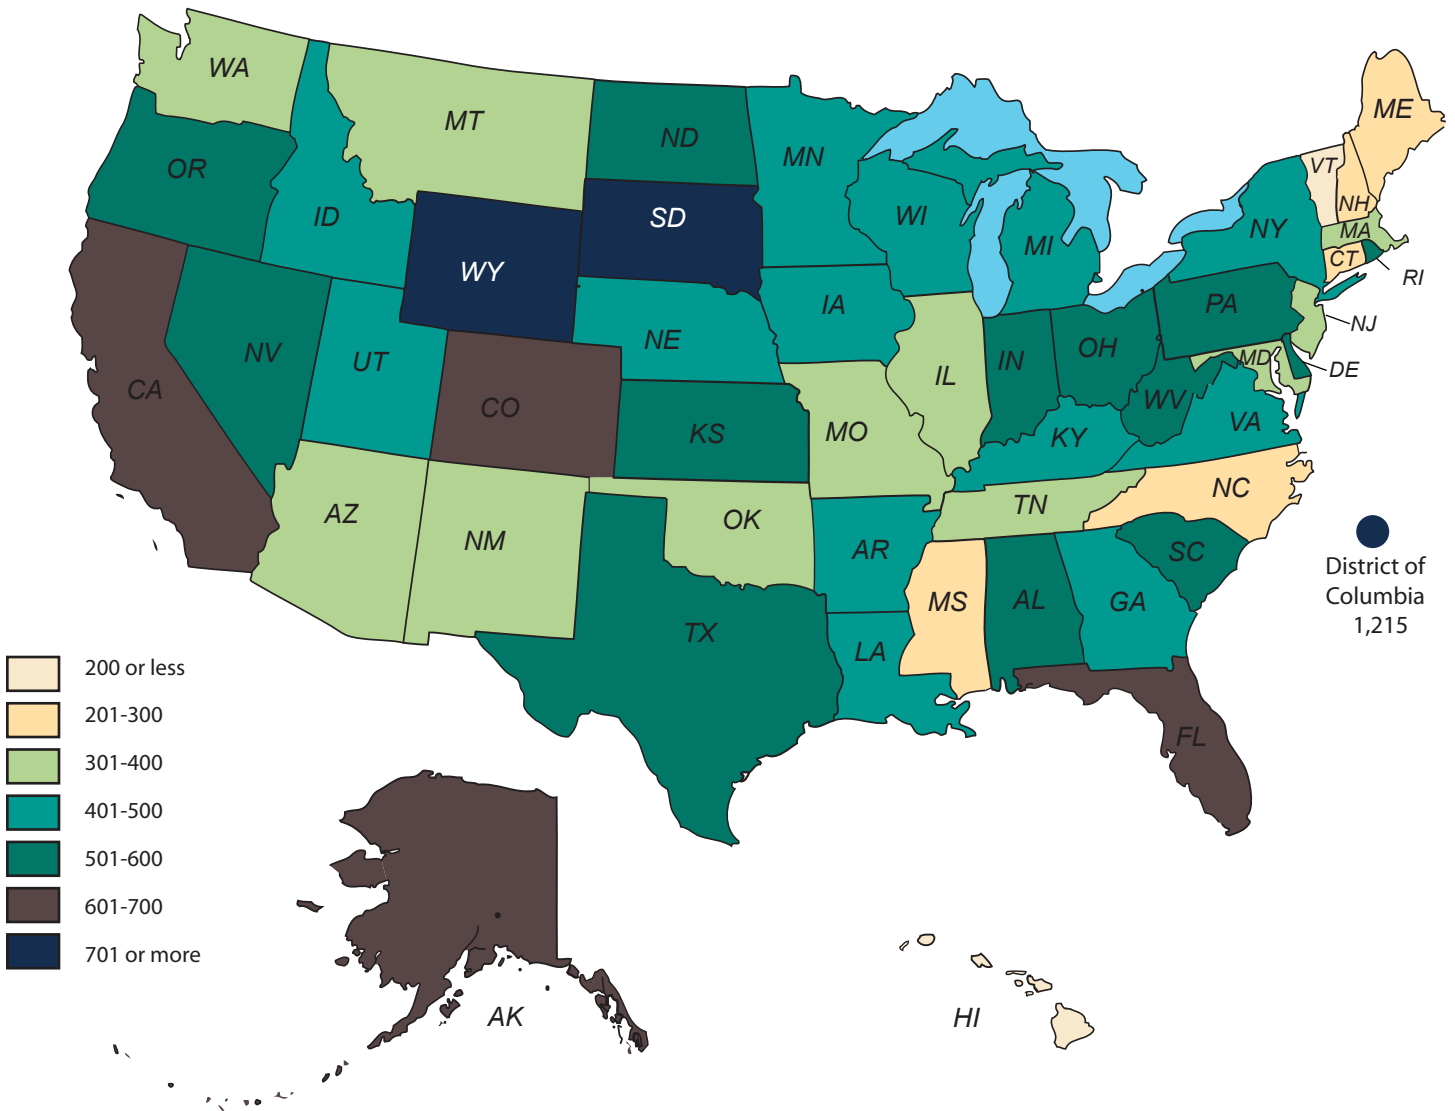 WA
MT
ND
MN
ME
OR
ID
SD
WI
MI
VT
NH
NY
MA
CT
RI
WY
IA
NE
PA
NJ
NV
UT
CA
CO
IL
IN
OH
MD
DE
WV
VA
KS
MO
KY
AZ
NM
OK
TN
NC
AR
SC
MS
AL
GA
TX
LA
FL
District of
Columbia
1,215
200 or less
201-300
301-400
401-500
501-600
601-700
701 or more
AK
HI